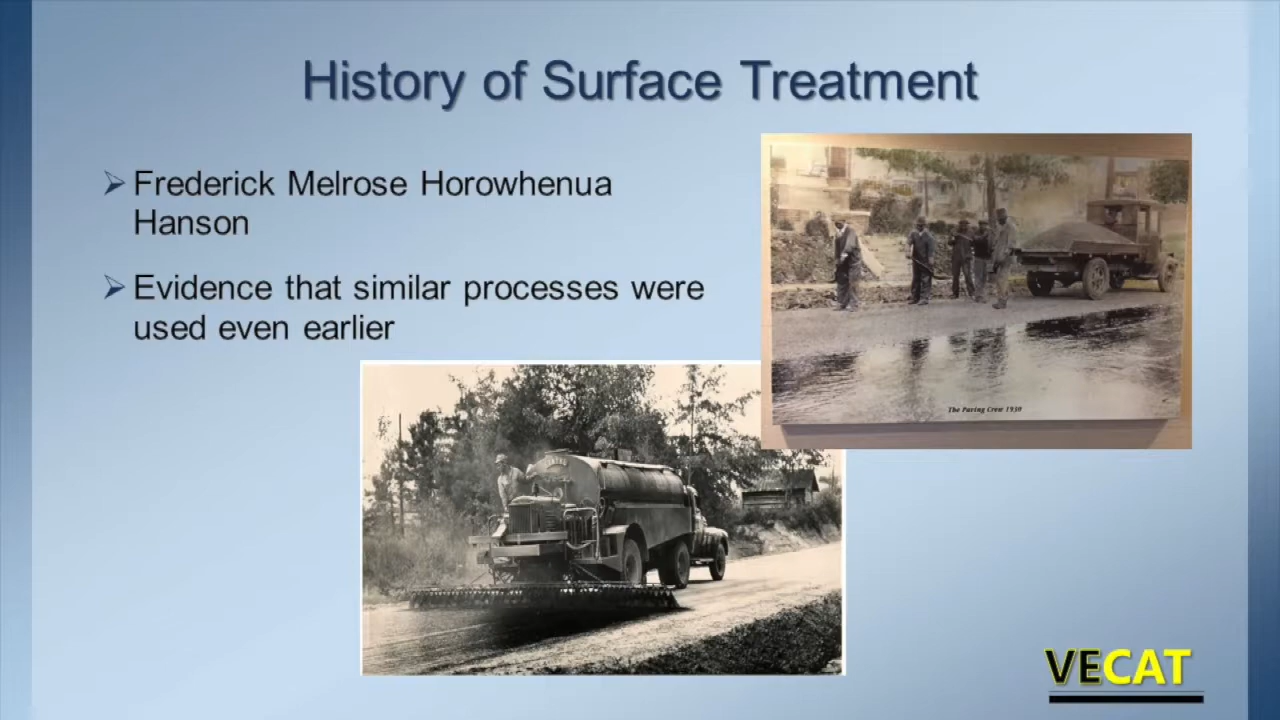 History of Surface Treatment
Frederick Melrose Horowhenua
Hanson
Evidence that similar processes were
used even earlier
The Paving Crew 1930
VECAT